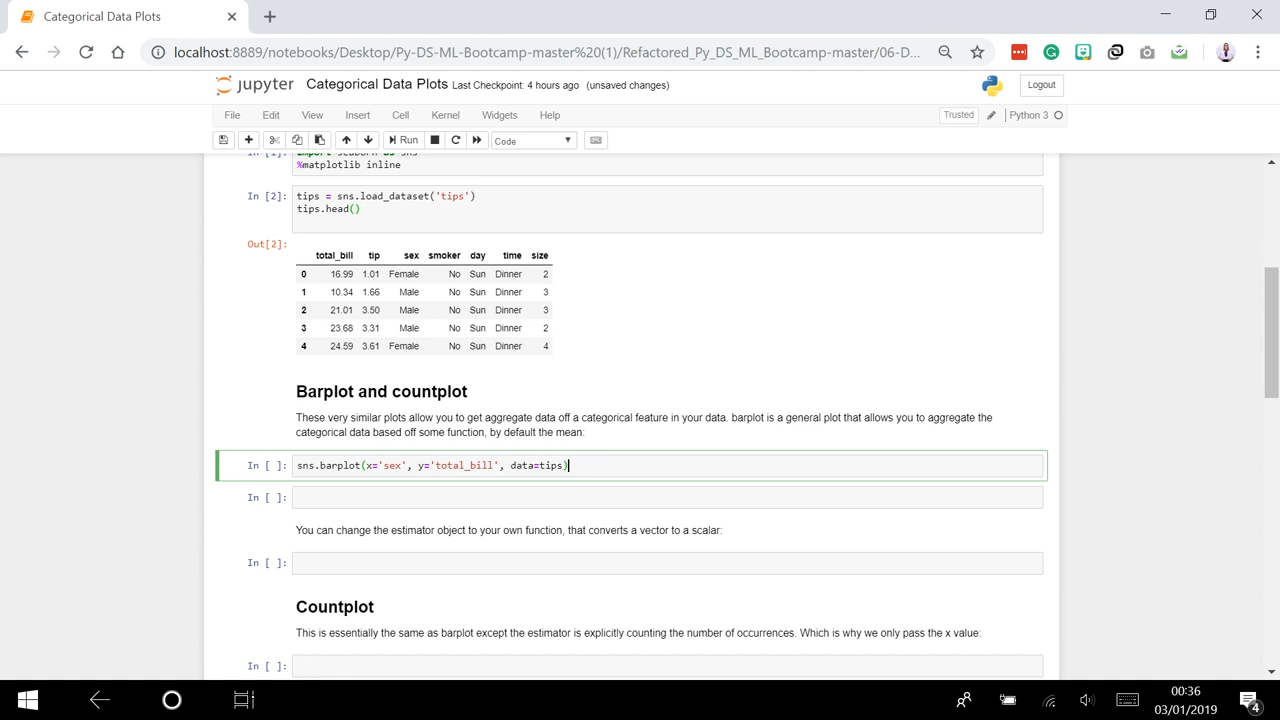 Categorical Data Plots
localhost:8889/notebooks/Desktop/Py-DS-ML-Bootcamp-master%20(1)/Refactored_Py_DS_ML_Bootcamp-master/06-D...
jupyter Categorical Data Plots Last Checkpoint: 4 hours ago (unsaved changes) Logout
File Edit View Insert Cell Kernel Widgets Help Trusted Python 3
Run Code
In [1]: import seaborn as sns
%matplotlib inline
In [2]: tips = sns.load_dataset('tips')
tips.head()
Out[2]:
total_bill tip sex smoker day time size
0 16.99 1.01 Female No Sun Dinner 2
1 10.34 1.66 Male No Sun Dinner 3
2 21.01 3.50 Male No Sun Dinner 3
3 23.68 3.31 Male No Sun Dinner 2
4 24.59 3.61 Female No Sun Dinner 4
Barplot and countplot
These very similar plots allow you to get aggregate data off a categorical feature in your data. barplot is a general plot that allows you to aggregate the
categorical data based off some function, by default the mean:
In [ ]: sns.barplot(x='sex', y='total_bill', data=tips)
In [ ]:
You can change the estimator object to your own function, that converts a vector to a scalar:
In [ ]:
Countplot
This is essentially the same as barplot except the estimator is explicitly counting the number of occurrences. Which is why we only pass the x value:
In [ ]:
00:36
03/01/2019
4